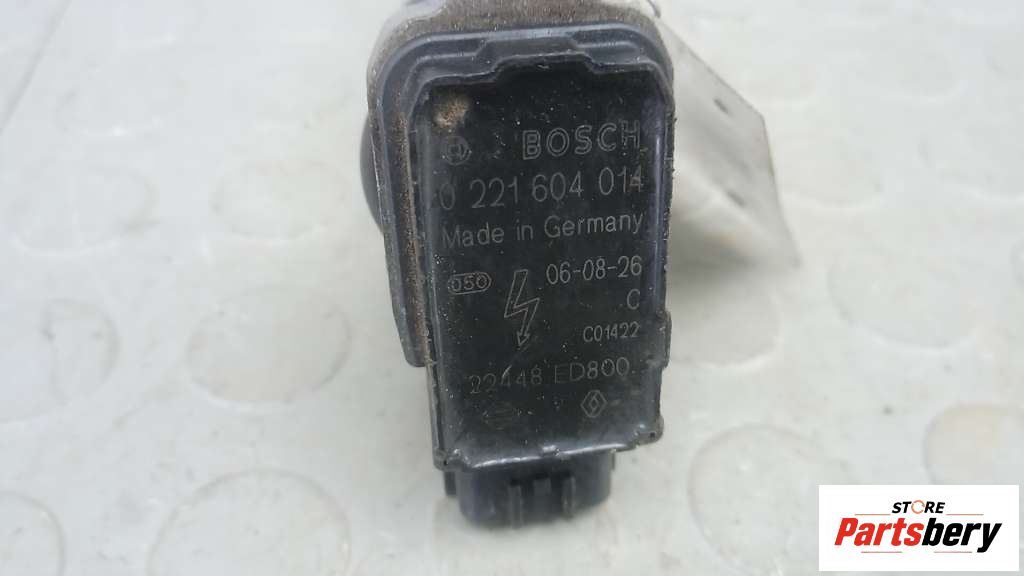 BOSCH
0 221 604 014
Made in Germany
050 06-08-26
C
C01422
22448 ED800
STORE
Partsbery